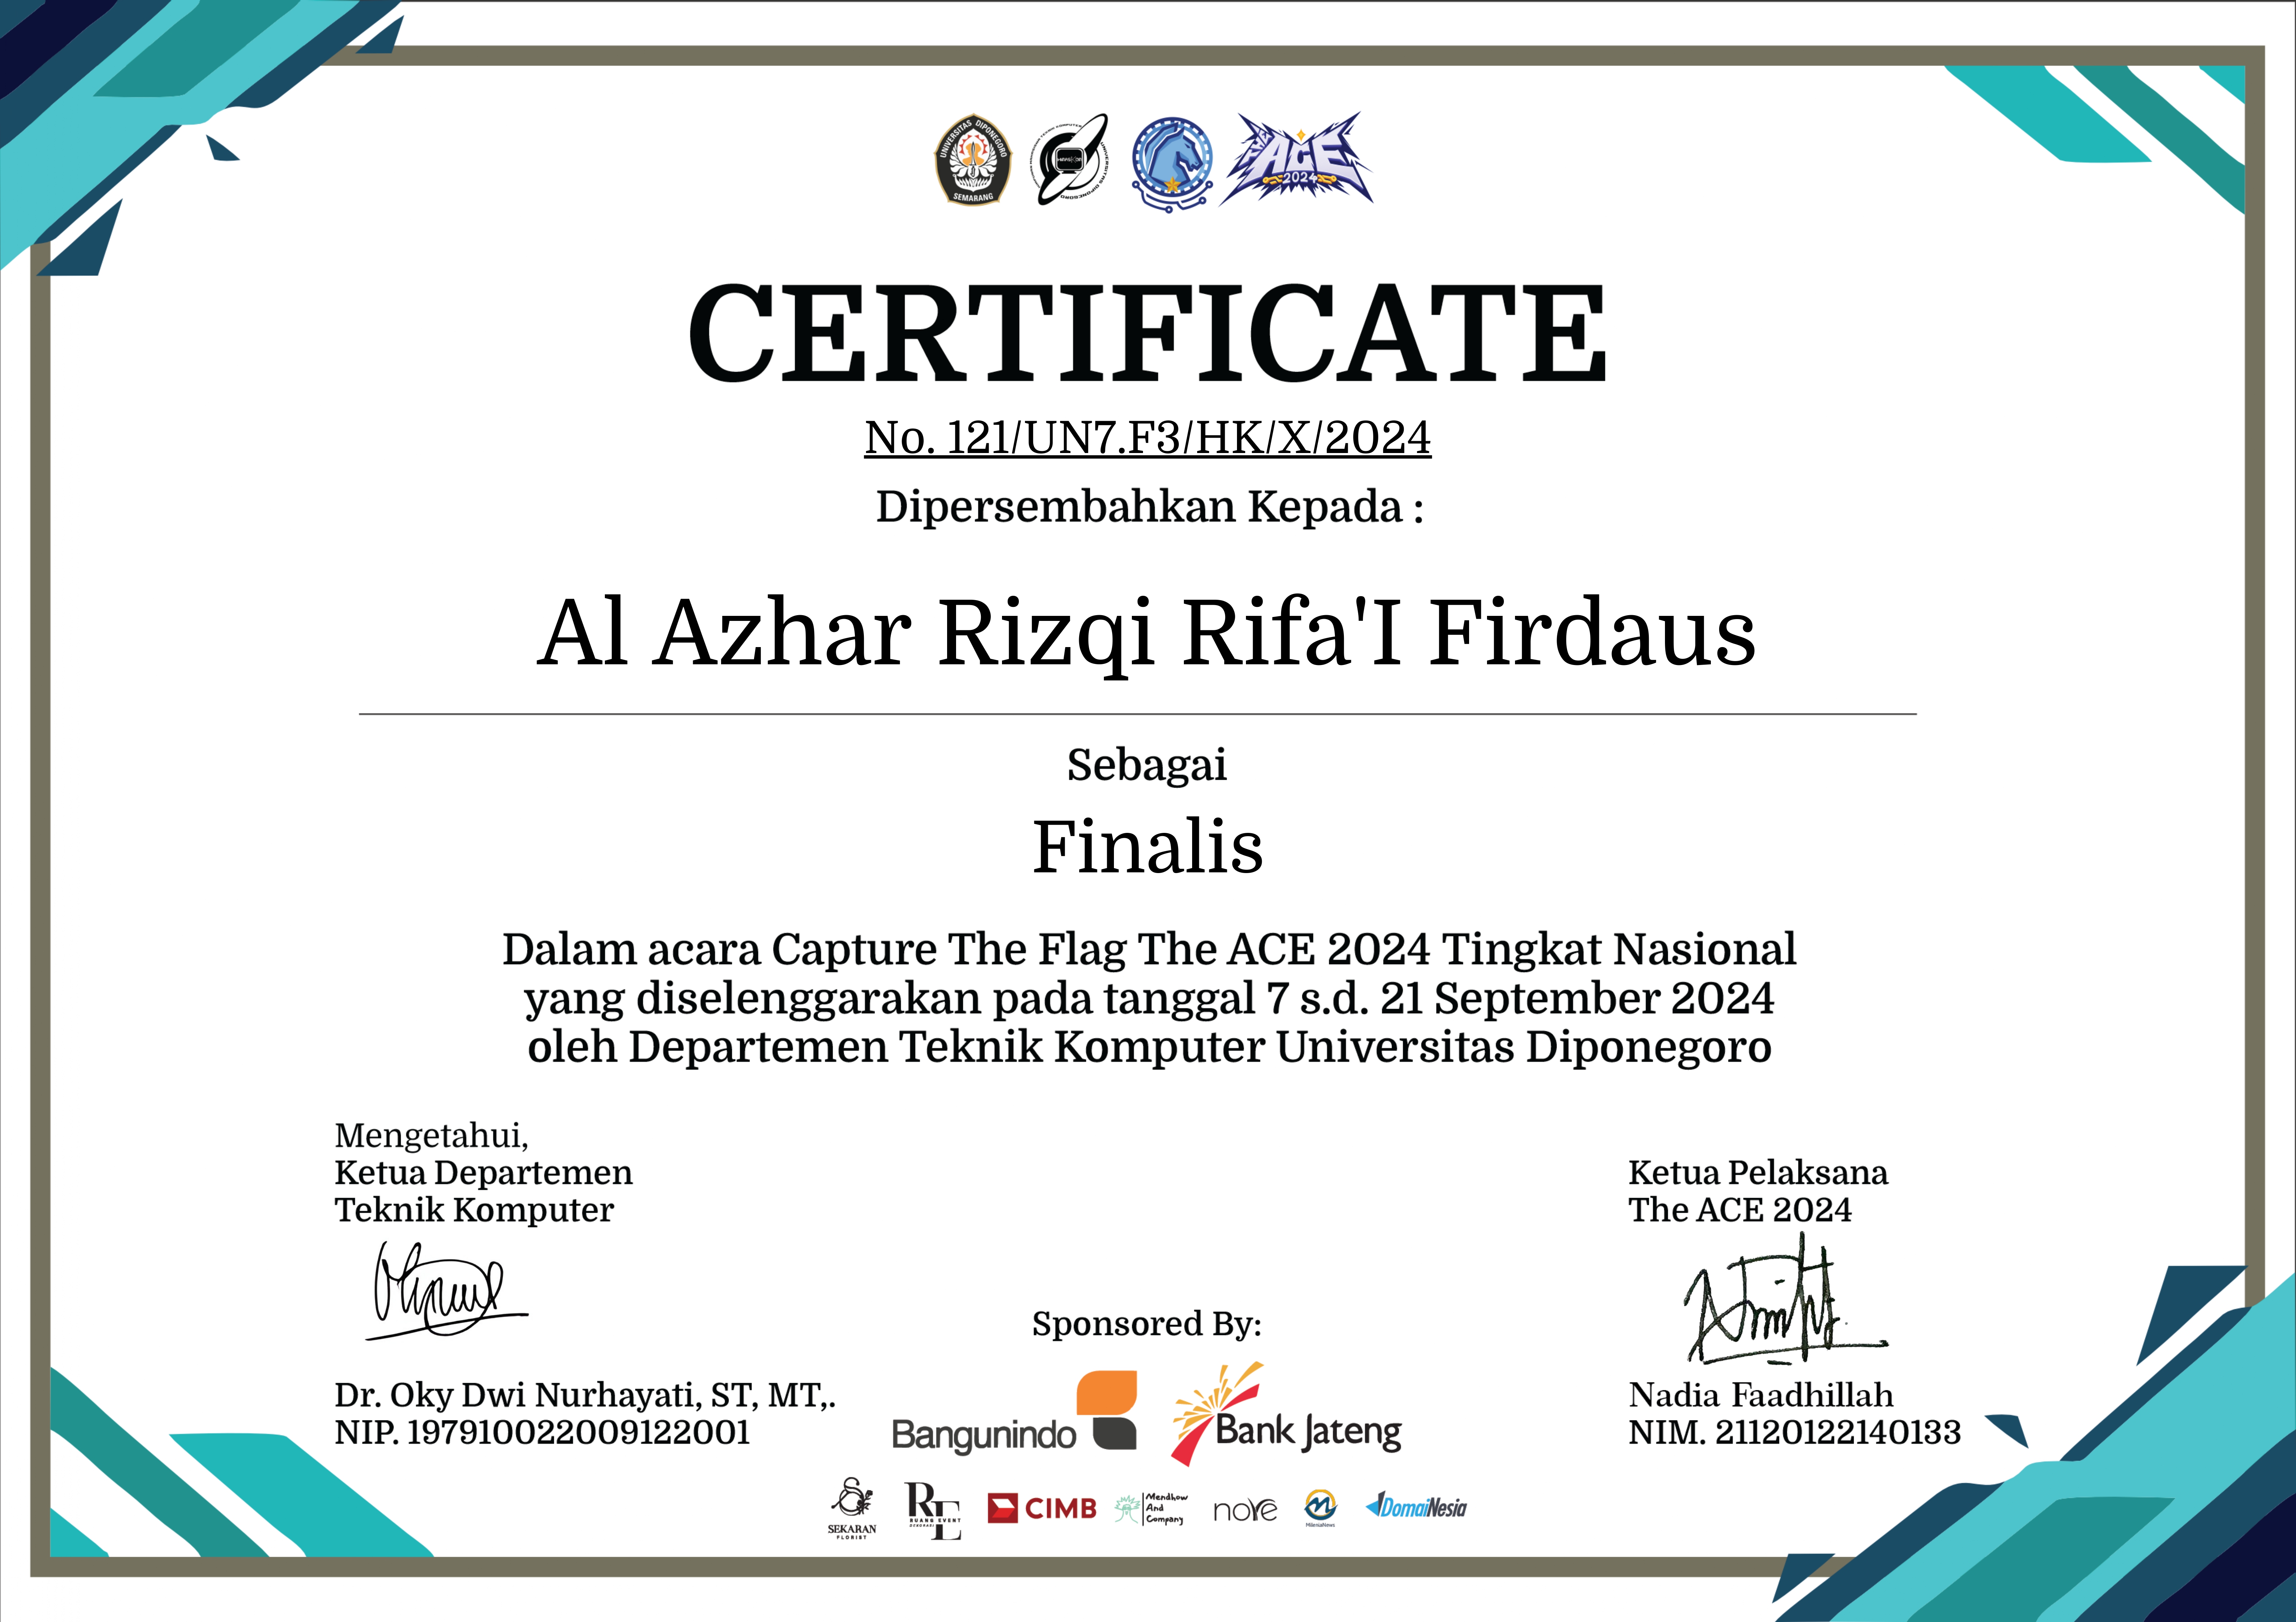 UNIVERSITAS DIPONEGORO
SEMARANG
ACE
2024
CERTIFICATE
No. 121/UN7.F3/HK/X/2024
Dipersembahkan Kepada :
Al Azhar Rizqi Rifa'I Firdaus
Sebagai
Finalis
Dalam acara Capture The Flag The ACE 2024 Tingkat Nasional
yang diselenggarakan pada tanggal 7 s.d. 21 September 2024
oleh Departemen Teknik Komputer Universitas Diponegoro
Mengetahui,
Ketua Departemen
Teknik Komputer
Dr. Oky Dwi Nurhayati, ST, MT,.
NIP. 197910022009122001
Ketua Pelaksana
The ACE 2024
Nadia Faadhillah
NIM. 21120122140133
Sponsored By:
Bangunindo
Bank Jateng
SEKARAN
FLORIST
REL
RUANG EVENT
CIMB
Mendhow
And
Company
nove
DomaiNesia